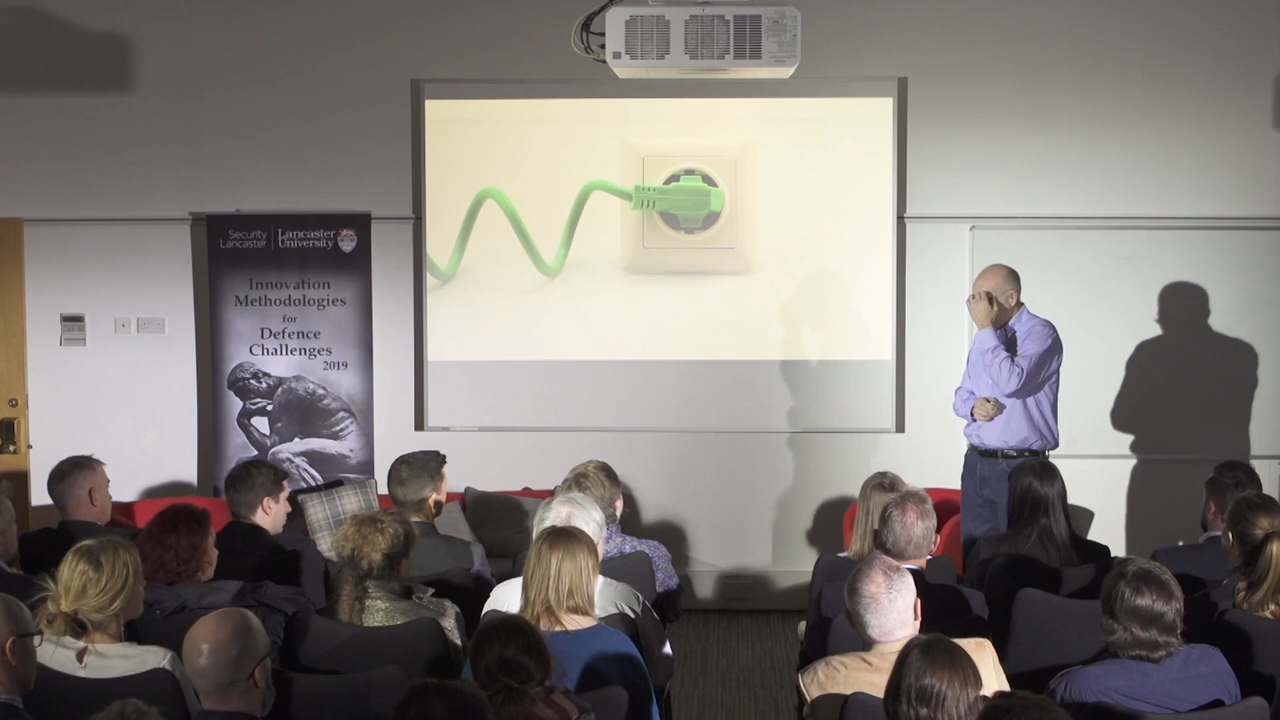 Security
Lancaster
Lancaster
University
Innovation
Methodologies
for
Defence
Challenges
2019